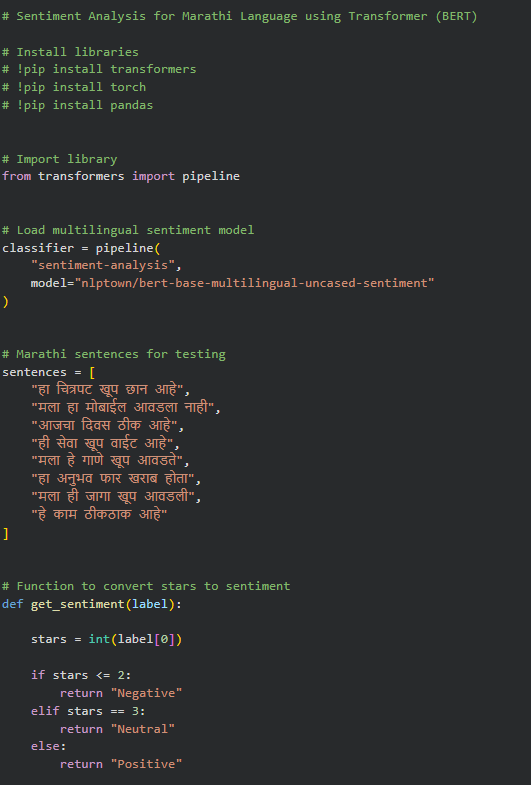 # Sentiment Analysis for Marathi Language using Transformer (BERT)
# Install libraries
# !pip install transformers
# !pip install torch
# !pip install pandas
# Import library
from transformers import pipeline
# Load multilingual sentiment model
classifier = pipeline(
    "sentiment-analysis",
    model="nlptown/bert-base-multilingual-uncased-sentiment"
)
# Marathi sentences for testing
sentences = [
    "हा चित्रपट खूप छान आहे",
    "मला हा मोबाईल आवडला नाही",
    "आजचा दिवस ठीक आहे",
    "ही सेवा खूप वाईट आहे",
    "मला हे गाणे खूप आवडते",
    "हा अनुभव फार खराब होता",
    "मला ही जागा खूप आवडली",
    "हे काम ठीकठाक आहे"
]
# Function to convert stars to sentiment
def get_sentiment(label):
    stars = int(label[0])
    if stars <= 2:
        return "Negative"
    elif stars == 3:
        return "Neutral"
    else:
        return "Positive"